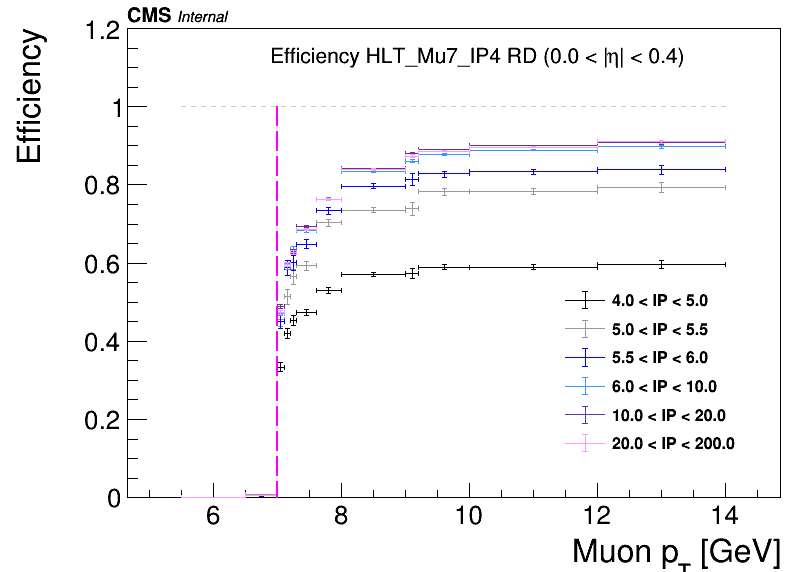 CMS Internal
Efficiency HLT_Mu7_IP4 RD (0.0 < |η| < 0.4)
Efficiency
1.2
1
0.8
0.6
0.4
0.2
0
4.0 < IP < 5.0
5.0 < IP < 5.5
5.5 < IP < 6.0
6.0 < IP < 10.0
10.0 < IP < 20.0
20.0 < IP < 200.0
6 8 10 12 14
Muon p_T [GeV]